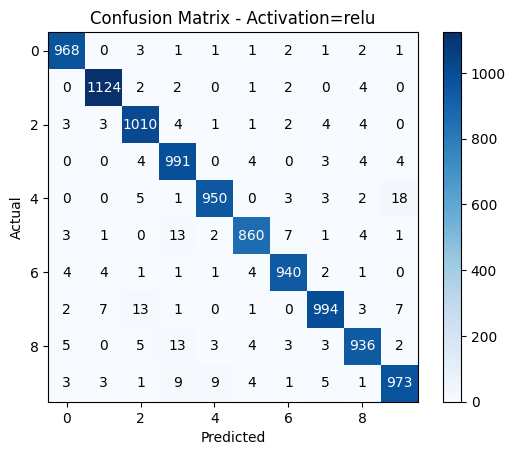 Confusion Matrix - Activation=relu
0 968 0 3 1 1 1 2 1 2 1
0 1124 2 2 0 1 2 0 4 0
2 3 3 1010 4 1 1 2 4 4 0
0 0 4 991 0 4 0 3 4 4
4 0 0 5 1 950 0 3 3 2 18
3 1 0 13 2 860 7 1 4 1
6 4 4 1 1 1 4 940 2 1 0
2 7 13 1 0 1 0 994 3 7
8 5 0 5 13 3 4 3 3 936 2
3 3 1 9 9 4 1 5 1 973
0 2 4 6 8
Predicted
Actual
1000
800
600
400
200
0